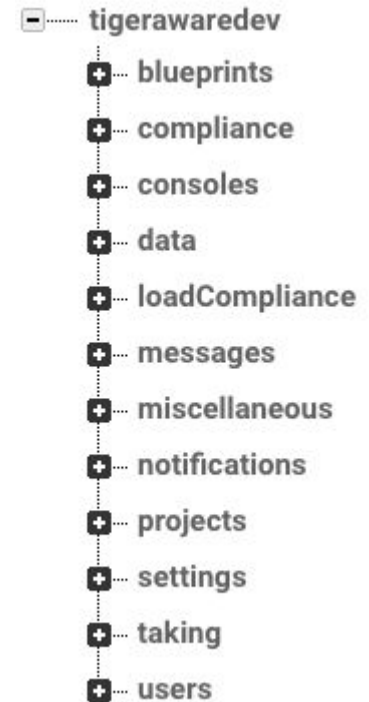 tigerawaredev
blueprints
compliance
consoles
data
loadCompliance
messages
miscellaneous
notifications
projects
settings
taking
users